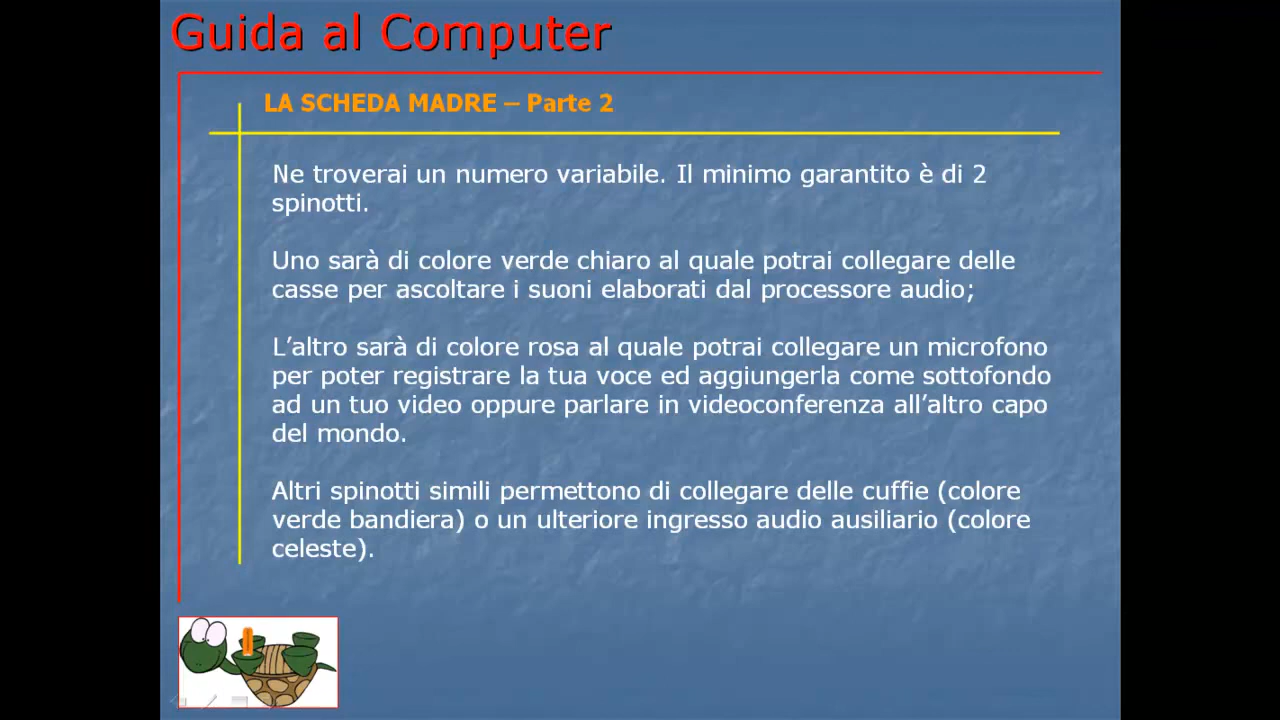 Guida al Computer
LA SCHEDA MADRE – Parte 2
Ne troverai un numero variabile. Il minimo garantito è di 2
spinotti.
Uno sarà di colore verde chiaro al quale potrai collegare delle
casse per ascoltare i suoni elaborati dal processore audio;
L’altro sarà di colore rosa al quale potrai collegare un microfono
per poter registrare la tua voce ed aggiungerla come sottofondo
ad un tuo video oppure parlare in videoconferenza all’altro capo
del mondo.
Altri spinotti simili permettono di collegare delle cuffie (colore
verde bandiera) o un ulteriore ingresso audio ausiliario (colore
celeste).